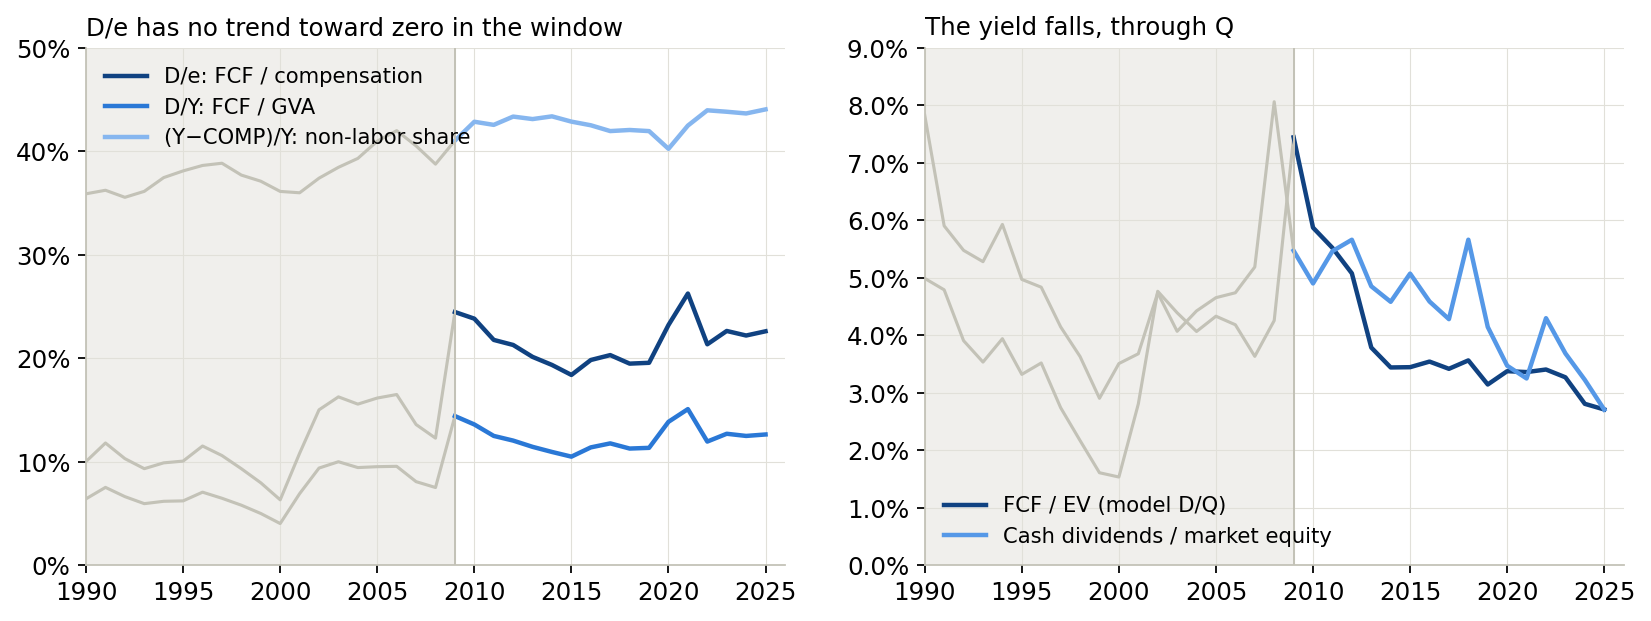 D/e has no trend toward zero in the window
50%
40%
30%
20%
10%
0%
D/e: FCF / compensation
D/Y: FCF / GVA
(Y−COMP)/Y: non-labor share
1990 1995 2000 2005 2010 2015 2020 2025
The yield falls, through Q
9.0%
8.0%
7.0%
6.0%
5.0%
4.0%
3.0%
2.0%
1.0%
0.0%
FCF / EV (model D/Q)
Cash dividends / market equity
1990 1995 2000 2005 2010 2015 2020 2025